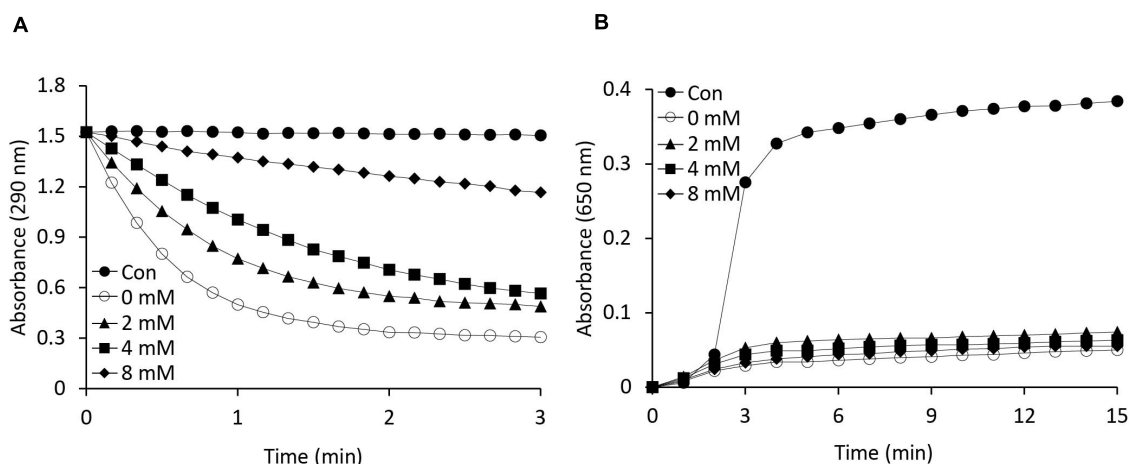 A
1.8
1.5
1.2
0.9
0.6
0.3
0
Absorbance (290 nm)
Con
0 mM
2 mM
4 mM
8 mM
0 1 2 3
Time (min)
B
0.4
0.3
0.2
0.1
0
Absorbance (650 nm)
Con
0 mM
2 mM
4 mM
8 mM
0 3 6 9 12 15
Time (min)